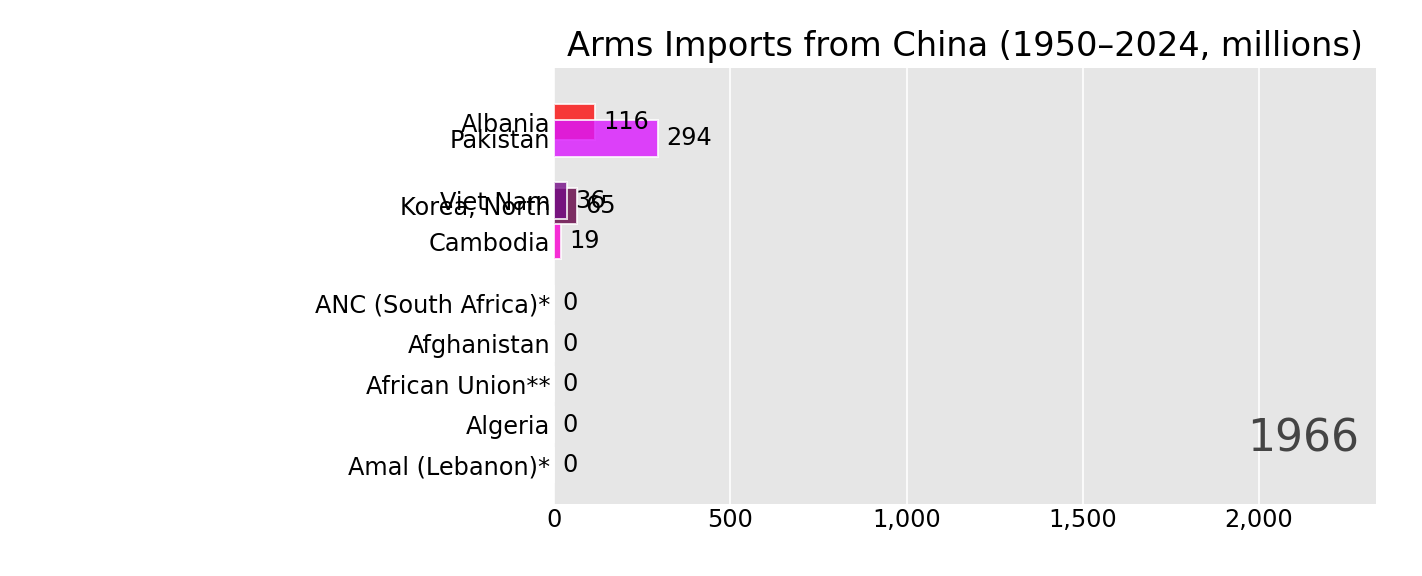 Arms Imports from China (1950–2024, millions)
Albania 116
Pakistan 294
Viet Nam 36
Korea, North 65
Cambodia 19
ANC (South Africa)* 0
Afghanistan 0
African Union** 0
Algeria 0
Amal (Lebanon)* 0
1966
0 500 1,000 1,500 2,000